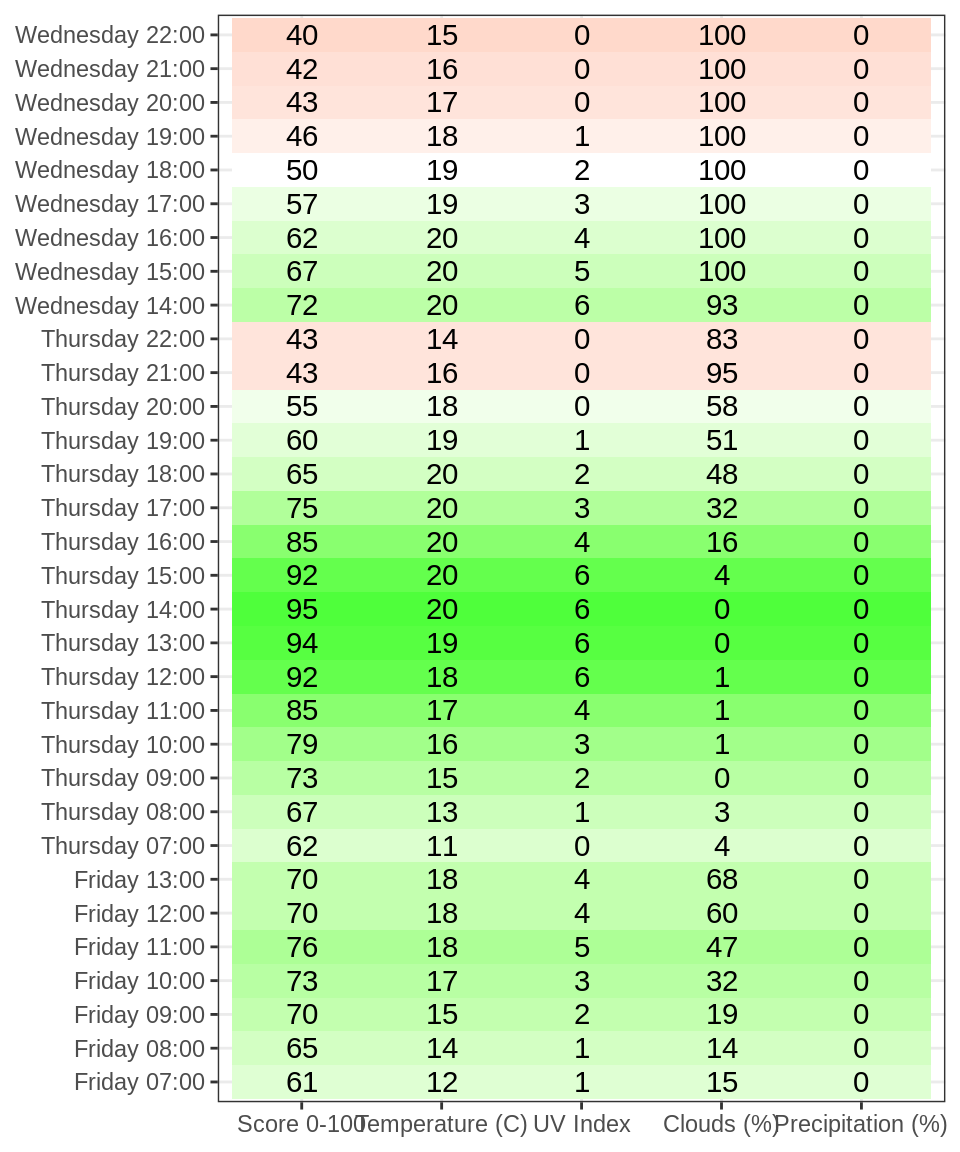 Wednesday 22:00 40 15 0 100 0
Wednesday 21:00 42 16 0 100 0
Wednesday 20:00 43 17 0 100 0
Wednesday 19:00 46 18 1 100 0
Wednesday 18:00 50 19 2 100 0
Wednesday 17:00 57 19 3 100 0
Wednesday 16:00 62 20 4 100 0
Wednesday 15:00 67 20 5 100 0
Wednesday 14:00 72 20 6 93 0
Thursday 22:00 43 14 0 83 0
Thursday 21:00 43 16 0 95 0
Thursday 20:00 55 18 0 58 0
Thursday 19:00 60 19 1 51 0
Thursday 18:00 65 20 2 48 0
Thursday 17:00 75 20 3 32 0
Thursday 16:00 85 20 4 16 0
Thursday 15:00 92 20 6 4 0
Thursday 14:00 95 20 6 0 0
Thursday 13:00 94 19 6 0 0
Thursday 12:00 92 18 6 1 0
Thursday 11:00 85 17 4 1 0
Thursday 10:00 79 16 3 1 0
Thursday 09:00 73 15 2 0 0
Thursday 08:00 67 13 1 3 0
Thursday 07:00 62 11 0 4 0
Friday 13:00 70 18 4 68 0
Friday 12:00 70 18 4 60 0
Friday 11:00 76 18 5 47 0
Friday 10:00 73 17 3 32 0
Friday 09:00 70 15 2 19 0
Friday 08:00 65 14 1 14 0
Friday 07:00 61 12 1 15 0
Score 0-100 Temperature (C) UV Index Clouds (%) Precipitation (%)